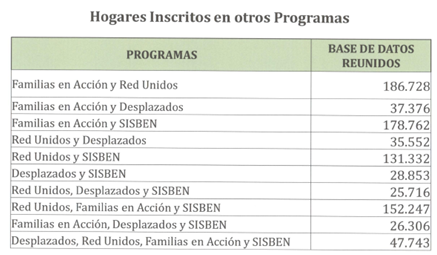 Hogares Inscritos en otros Programas
PROGRAMAS BASE DE DATOS REUNIDOS
Familias en Acción y Red Unidos 186.728
Familias en Acción y Desplazados 37.376
Familias en Acción y SISBEN 178.762
Red Unidos y Desplazados 35.552
Red Unidos y SISBEN 131.332
Desplazados y SISBEN 28.853
Red Unidos, Desplazados y SISBEN 25.716
Red Unidos, Familias en Acción y SISBEN 152.247
Familias en Acción, Desplazados y SISBEN 26.306
Desplazados, Red Unidos, Familias en Acción y SISBEN 47.743